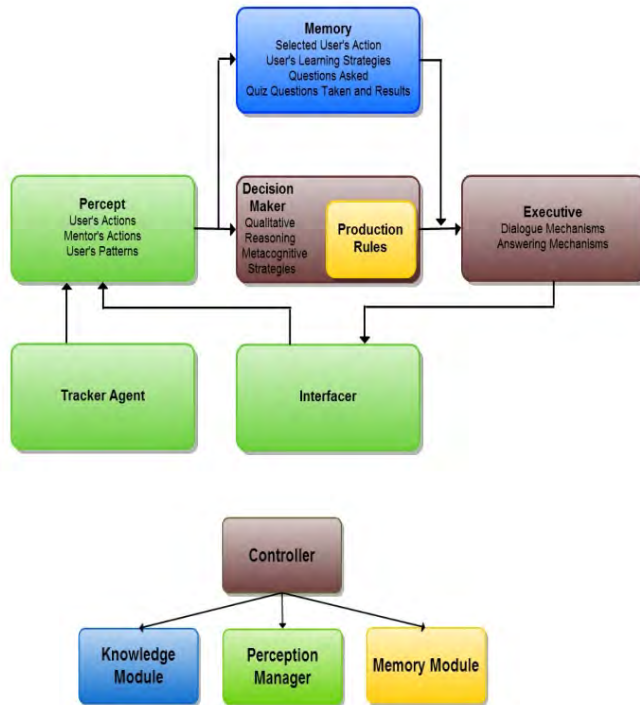 Memory
Selected User's Action
User's Learning Strategies
Questions Asked
Quiz Questions Taken and Results
Percept
User's Actions
Mentor's Actions
User's Patterns
Decision
Maker
Qualitative
Reasoning
Metacognitive
Strategies
Production
Rules
Executive
Dialogue Mechanisms
Answering Mechanisms
Tracker Agent
Interfacer
Controller
Knowledge
Module
Perception
Manager
Memory Module